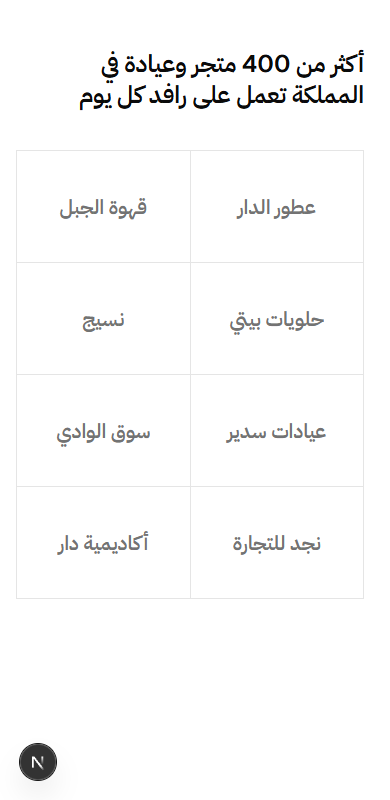 أكثر من 400 متجر وعيادة في
المملكة تعمل على رافد كل يوم
عطور الدار
قهوة الجبل
حلويات بيتي
نسيج
عيادات سدير
سوق الوادي
نجد للتجارة
أكاديمية دار
N